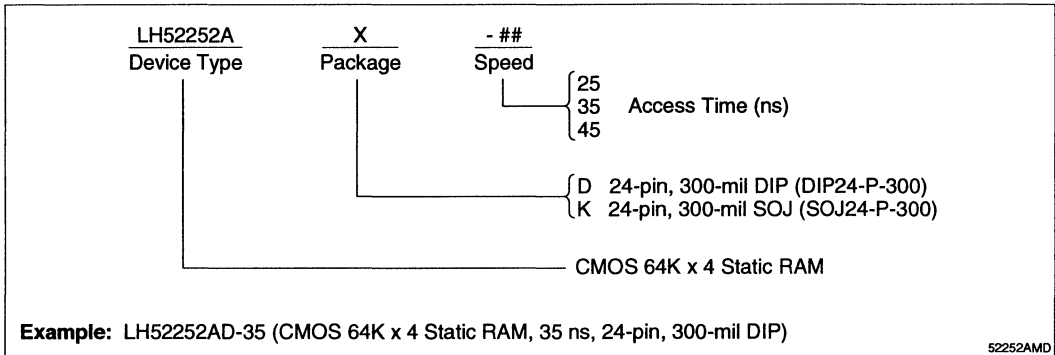 LH52252A X - ##
Device Type Package Speed
25
35 Access Time (ns)
45
D 24-pin, 300-mil DIP (DIP24-P-300)
K 24-pin, 300-mil SOJ (SOJ24-P-300)
CMOS 64K x 4 Static RAM
Example: LH52252AD-35 (CMOS 64K x 4 Static RAM, 35 ns, 24-pin, 300-mil DIP)
52252AMD